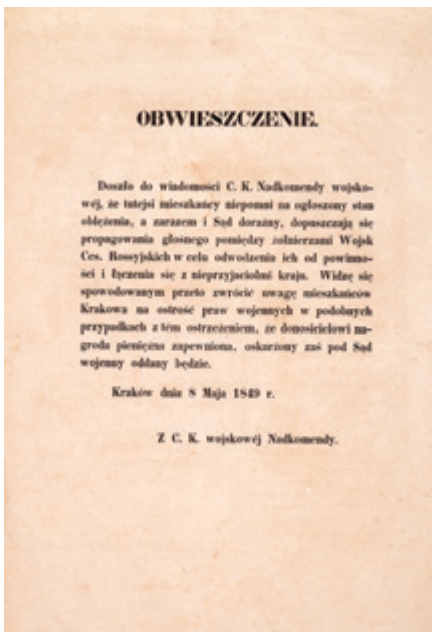 OBWIESZCZENIE.
Doszło do wiadomości C. K. Nadkomendy wojsko-
wéj, że tutejsi mieszkańcy niepomni na ogłoszony stan
oblężenia, a zarazem i Sąd doraźny, dopuszczają się
propagowania głośnego pomiędzy żołnierzami Wojsk
Ces. Rossyjskich w celu odwodzenia ich od powinno-
ści i łączenia się z nieprzyjaciołmi kraju. Widzę się
spowodowanym przeto zwrócić uwagę mieszkańców
Krakowa na ostrość praw wojennych w podobnych
przypadkach z tém ostrzeżeniem, że donosicielowi na-
groda pieniężna zapewniona, oskarżony zaś pod Sąd
wojenny oddany będzie.
Kraków dnia 8 Maja 1849 r.
Z C. K. wojskowéj Nadkomendy.